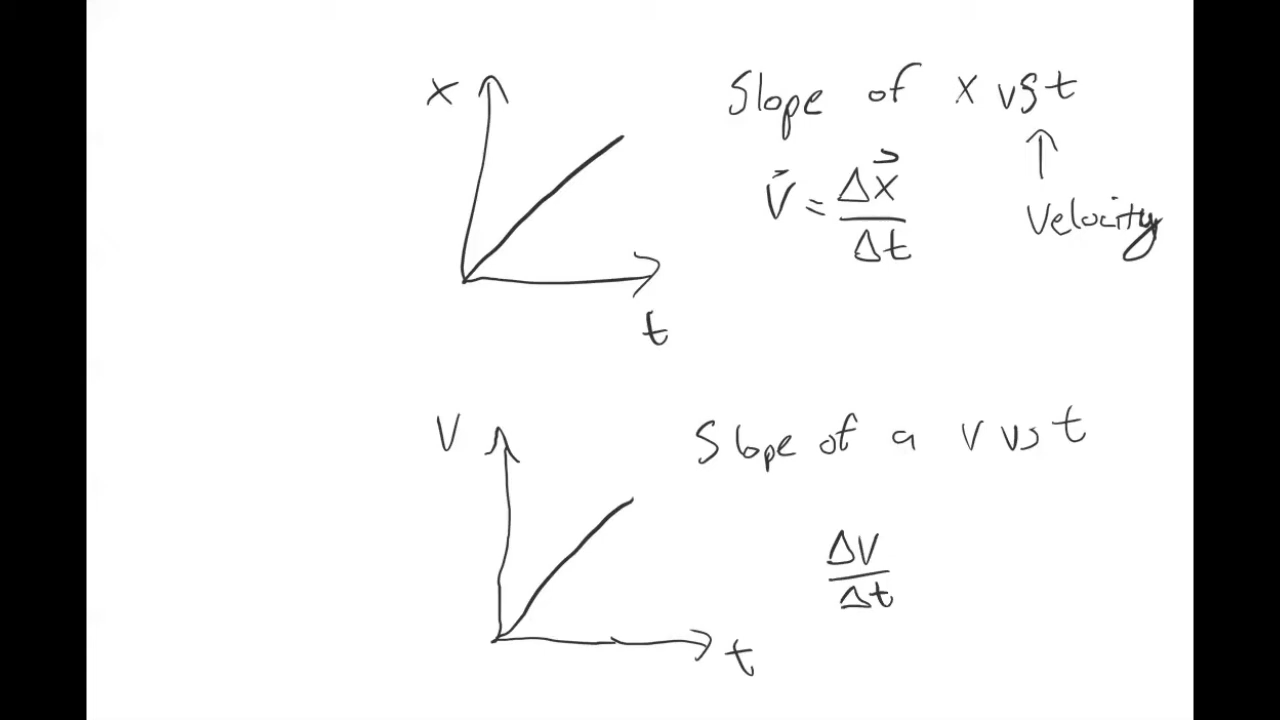 x
Slope of x vs t
V⃗ = Δx⃗ / Δt
Velocity
t
V
Slope of a V vs t
ΔV / Δt
t